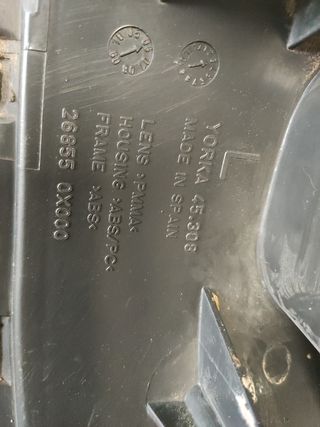 YORKA 45.308
MADE IN SPAIN
L
LENS >PMMA<
HOUSING >ABS/PC<
FRAME >ABS<
26855 0X000